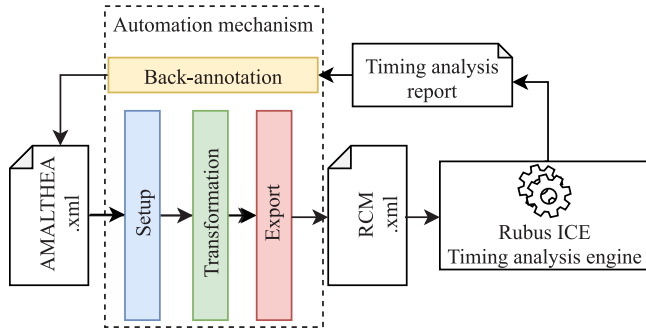 Automation mechanism
Back-annotation
Timing analysis
report
AMALTHEA
.xml
Setup
Transformation
Export
RCM
.xml
Rubus ICE
Timing analysis engine